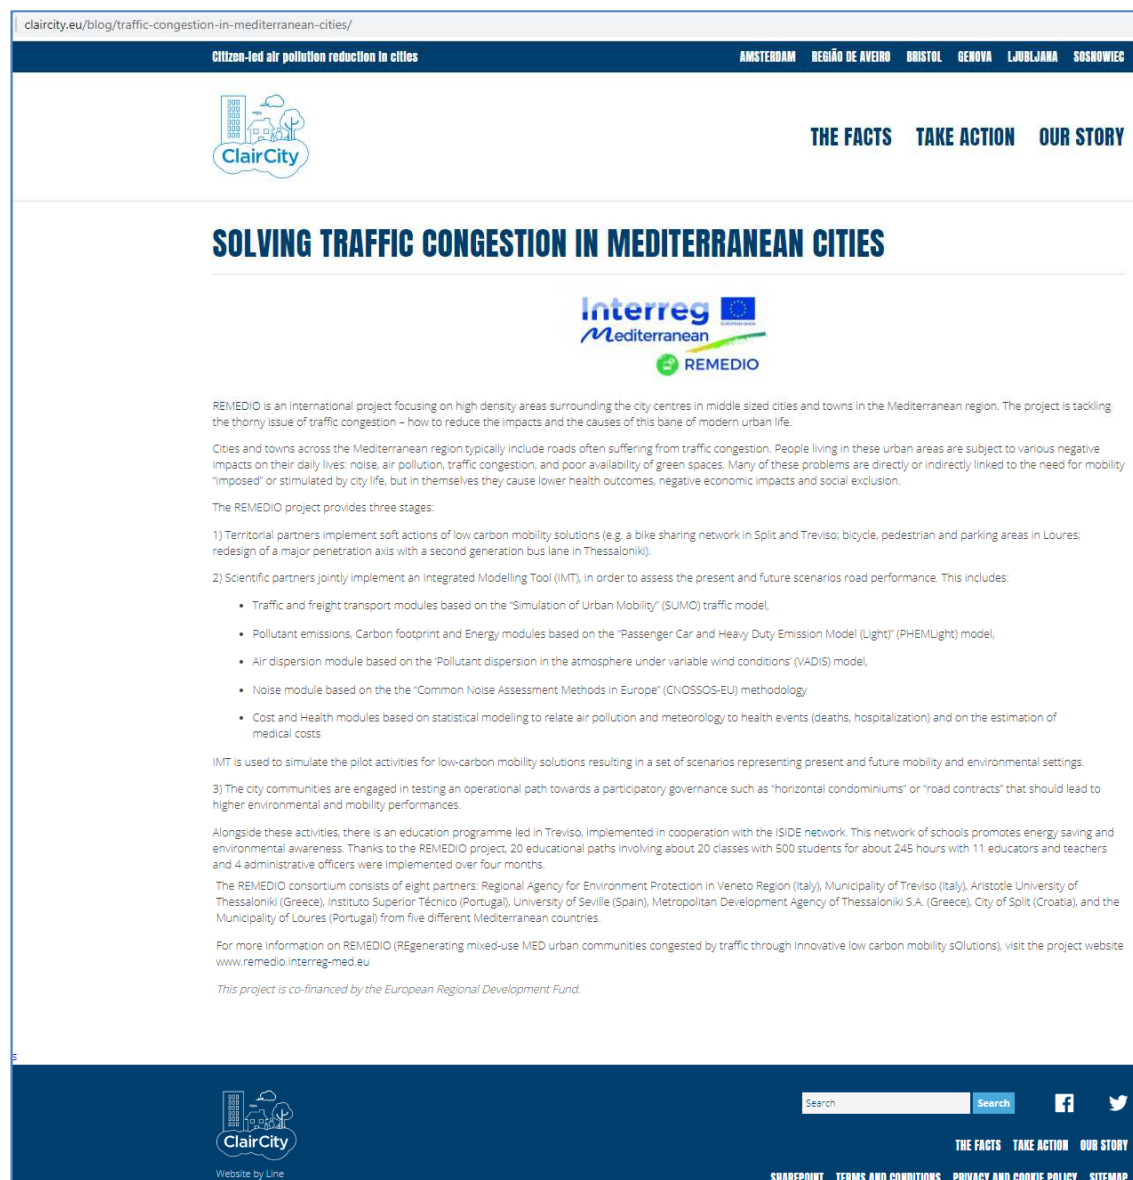 claircity.eu/blog/traffic-congestion-in-mediterranean-cities/
Citizen-led air pollution reduction in cities
AMSTERDAM REGIÃO DE AVEIRO BRISTOL GENOVA LJUBLJANA SOSNOWIEC
ClairCity
THE FACTS TAKE ACTION OUR STORY
SOLVING TRAFFIC CONGESTION IN MEDITERRANEAN CITIES
Interreg
EUROPEAN UNION
Mediterranean
REMEDIO
REMEDIO is an international project focusing on high density areas surrounding the city centres in middle sized cities and towns in the Mediterranean region. The project is tackling
the thorny issue of traffic congestion – how to reduce the impacts and the causes of this bane of modern urban life.
Cities and towns across the Mediterranean region typically include roads often suffering from traffic congestion. People living in these urban areas are subject to various negative
impacts on their daily lives: noise, air pollution, traffic congestion, and poor availability of green spaces. Many of these problems are directly or indirectly linked to the need for mobility
"imposed" or stimulated by city life, but in themselves they cause lower health outcomes, negative economic impacts and social exclusion.
The REMEDIO project provides three stages:
1) Territorial partners implement soft actions of low carbon mobility solutions (e.g. a bike sharing network in Split and Treviso; bicycle, pedestrian and parking areas in Loures;
redesign of a major penetration axis with a second generation bus lane in Thessaloniki).
2) Scientific partners jointly implement an Integrated Modelling Tool (IMT), in order to assess the present and future scenarios road performance. This includes:
• Traffic and freight transport modules based on the "Simulation of Urban Mobility" (SUMO) traffic model,
• Pollutant emissions, Carbon footprint and Energy modules based on the "Passenger Car and Heavy Duty Emission Model (Light)" (PHEMLight) model,
• Air dispersion module based on the 'Pollutant dispersion in the atmosphere under variable wind conditions' (VADIS) model,
• Noise module based on the the "Common Noise Assessment Methods in Europe" (CNOSSOS-EU) methodology
• Cost and Health modules based on statistical modeling to relate air pollution and meteorology to health events (deaths, hospitalization) and on the estimation of
medical costs
IMT is used to simulate the pilot activities for low-carbon mobility solutions resulting in a set of scenarios representing present and future mobility and environmental settings.
3) The city communities are engaged in testing an operational path towards a participatory governance such as "horizontal condominiums" or "road contracts" that should lead to
higher environmental and mobility performances.
Alongside these activities, there is an education programme led in Treviso, implemented in cooperation with the ISIDE network. This network of schools promotes energy saving and
environmental awareness. Thanks to the REMEDIO project, 20 educational paths involving about 20 classes with 500 students for about 245 hours with 11 educators and teachers
and 4 administrative officers were implemented over four months.
The REMEDIO consortium consists of eight partners: Regional Agency for Environment Protection in Veneto Region (Italy), Municipality of Treviso (Italy), Aristotle University of
Thessaloniki (Greece), Instituto Superior Técnico (Portugal), University of Seville (Spain), Metropolitan Development Agency of Thessaloniki S.A. (Greece), City of Split (Croatia), and the
Municipality of Loures (Portugal) from five different Mediterranean countries.
For more information on REMEDIO (REgenerating mixed-use MED urban communities congested by traffic through Innovative low carbon mobility sOlutions), visit the project website
www.remedio.interreg-med.eu
This project is co-financed by the European Regional Development Fund.
s
Search Search
ClairCity
THE FACTS TAKE ACTION OUR STORY
Website by Line
SHAREPOINT TERMS AND CONDITIONS PRIVACY AND COOKIE POLICY SITEMAP